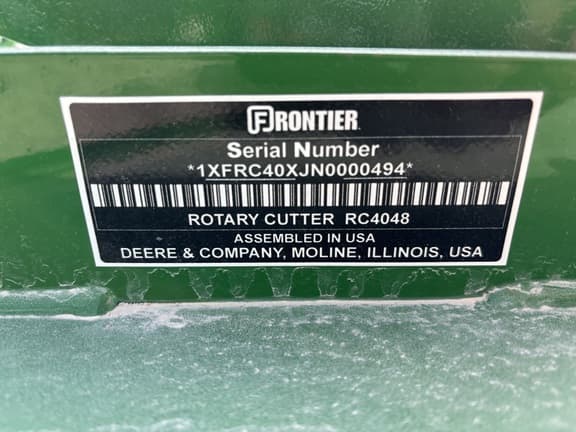 FRONTIER
Serial Number
*1XFRC40XJN0000494*
ROTARY CUTTER RC4048
ASSEMBLED IN USA
DEERE & COMPANY, MOLINE, ILLINOIS, USA